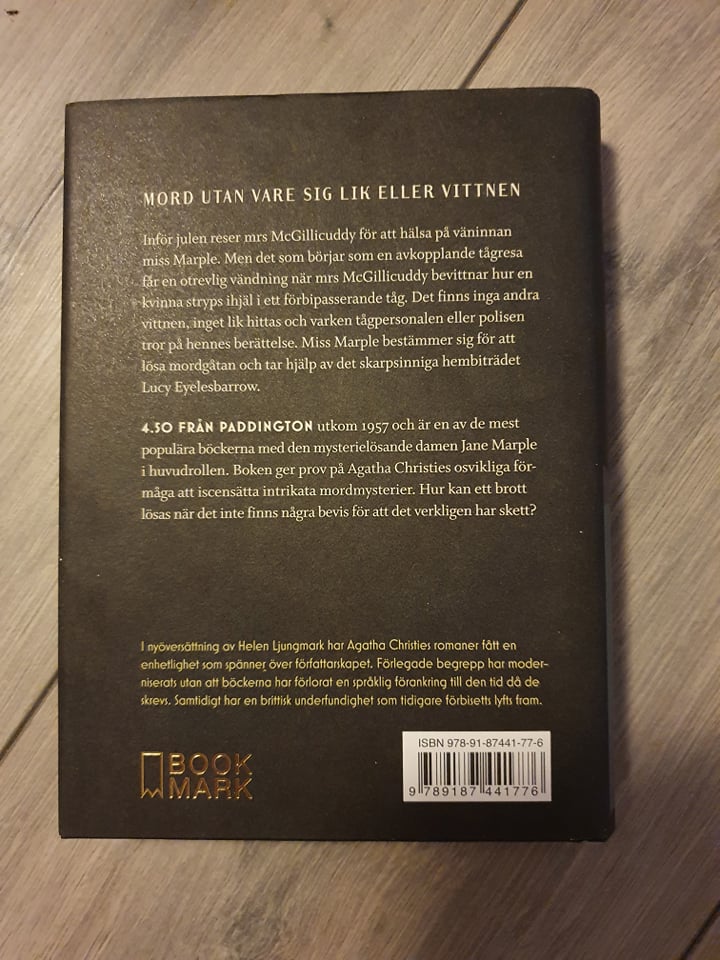 MORD UTAN VARE SIG LIK ELLER VITTNEN
Inför julen reser mrs McGillicuddy för att hälsa på väninnan
miss Marple. Men det som börjar som en avkopplande tågresa
får en otrevlig vändning när mrs McGillicuddy bevittnar hur en
kvinna stryps ihjäl i ett förbipasserande tåg. Det finns inga andra
vittnen, inget lik hittas och varken tågpersonalen eller polisen
tror på hennes berättelse. Miss Marple bestämmer sig för att
lösa mordgåtan och tar hjälp av det skarpsinniga hembiträdet
Lucy Eyelesbarrow.
4.50 FRÅN PADDINGTON utkom 1957 och är en av de mest
populära böckerna med den mysterielösande damen Jane Marple
i huvudrollen. Boken ger prov på Agatha Christies osvikliga för-
måga att iscensätta intrikata mordmysterier. Hur kan ett brott
lösas när det inte finns några bevis för att det verkligen har skett?
I nyöversättning av Helen Ljungmark har Agatha Christies romaner fått en
enhetlighet som spänner över författarskapet. Förlegade begrepp har moder-
niserats utan att böckerna har förlorat en språklig förankring till den tid då de
skrevs. Samtidigt har en brittisk underfundighet som tidigare förbisetts lyfts fram.
BOOK
MARK
ISBN 978-91-87441-77-6
9 789187 441776